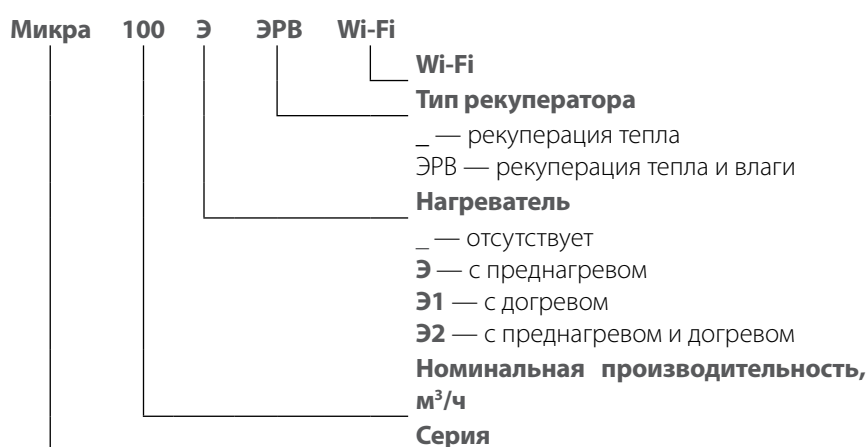 Микра 100 Э ЭРВ Wi-Fi
Wi-Fi
Тип рекуператора
_ — рекуперация тепла
ЭРВ — рекуперация тепла и влаги
Нагреватель
_ — отсутствует
Э — с преднагревом
Э1 — с догревом
Э2 — с преднагревом и догревом
Номинальная производительность,
м³/ч
Серия